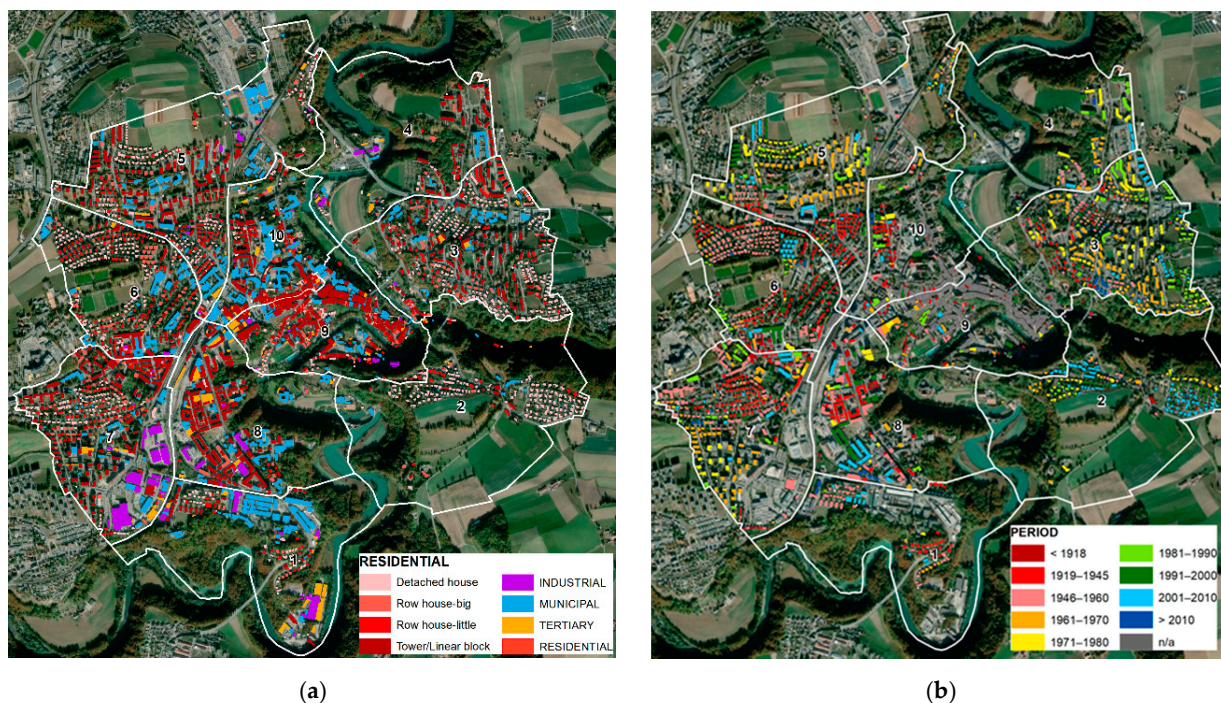 4
5
10
3
6
9
2
7
8
1
RESIDENTIAL
Detached house
Row house-big
Row house-little
Tower/Linear block
INDUSTRIAL
MUNICIPAL
TERTIARY
RESIDENTIAL
(a)
4
5
10
3
6
9
2
7
8
1
PERIOD
< 1918
1919–1945
1946–1960
1961–1970
1971–1980
1981–1990
1991–2000
2001–2010
> 2010
n/a
(b)